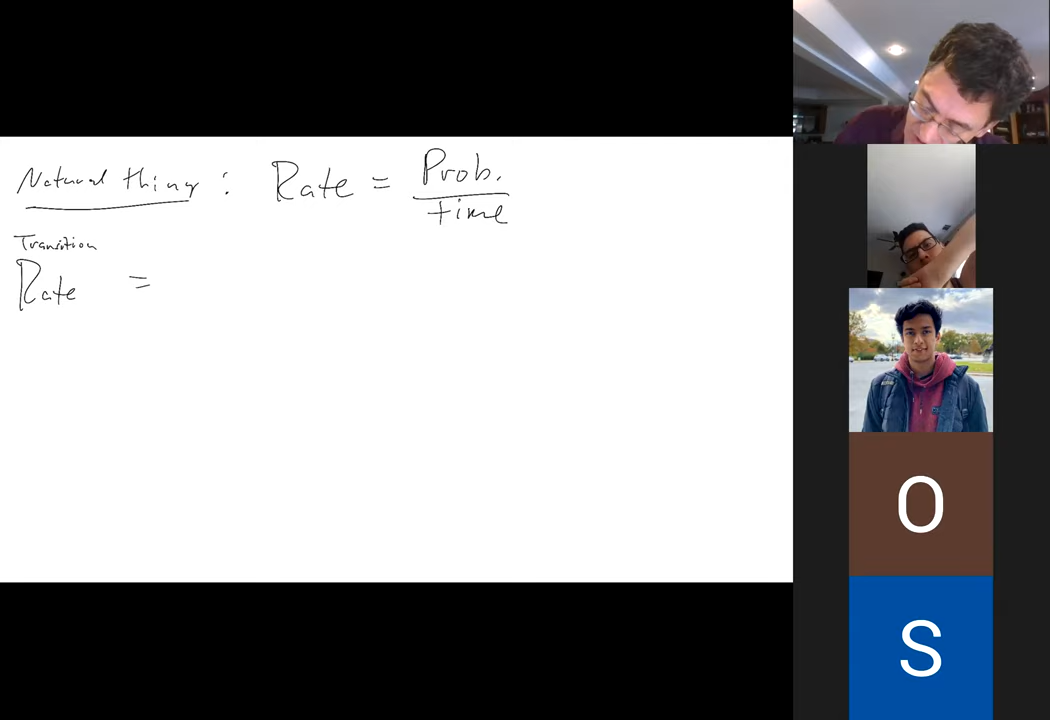 Natural thing : Rate = Prob. / time
Transition
Rate =
O
S